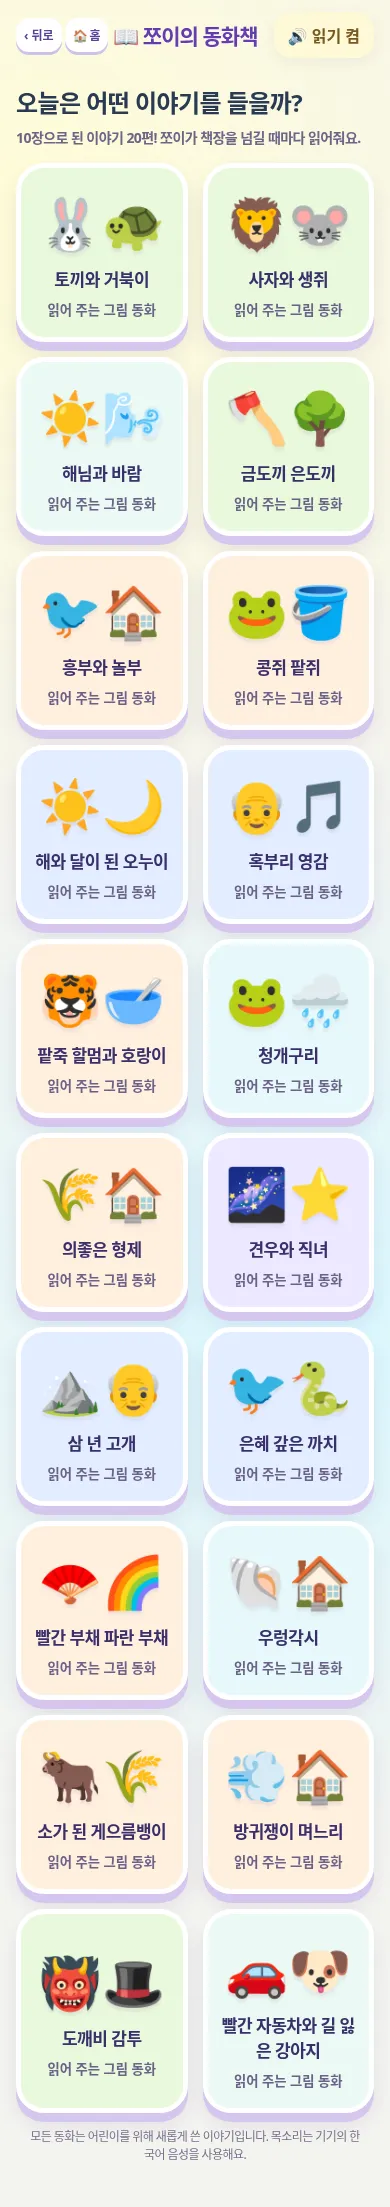 ‹ 뒤로 🏠 홈 📖 쪼이의 동화책 🔊 읽기 켬
오늘은 어떤 이야기를 들을까?
10장으로 된 이야기 20편! 쪼이가 책장을 넘길 때마다 읽어줘요.
토끼와 거북이
읽어 주는 그림 동화
사자와 생쥐
읽어 주는 그림 동화
해님과 바람
읽어 주는 그림 동화
금도끼 은도끼
읽어 주는 그림 동화
흥부와 놀부
읽어 주는 그림 동화
콩쥐 팥쥐
읽어 주는 그림 동화
해와 달이 된 오누이
읽어 주는 그림 동화
혹부리 영감
읽어 주는 그림 동화
팥죽 할멈과 호랑이
읽어 주는 그림 동화
청개구리
읽어 주는 그림 동화
의좋은 형제
읽어 주는 그림 동화
견우와 직녀
읽어 주는 그림 동화
삼 년 고개
읽어 주는 그림 동화
은혜 갚은 까치
읽어 주는 그림 동화
빨간 부채 파란 부채
읽어 주는 그림 동화
우렁각시
읽어 주는 그림 동화
소가 된 게으름뱅이
읽어 주는 그림 동화
방귀쟁이 며느리
읽어 주는 그림 동화
도깨비 감투
읽어 주는 그림 동화
빨간 자동차와 길 잃
은 강아지
읽어 주는 그림 동화
모든 동화는 어린이를 위해 새롭게 쓴 이야기입니다. 목소리는 기기의 한
국어 음성을 사용해요.